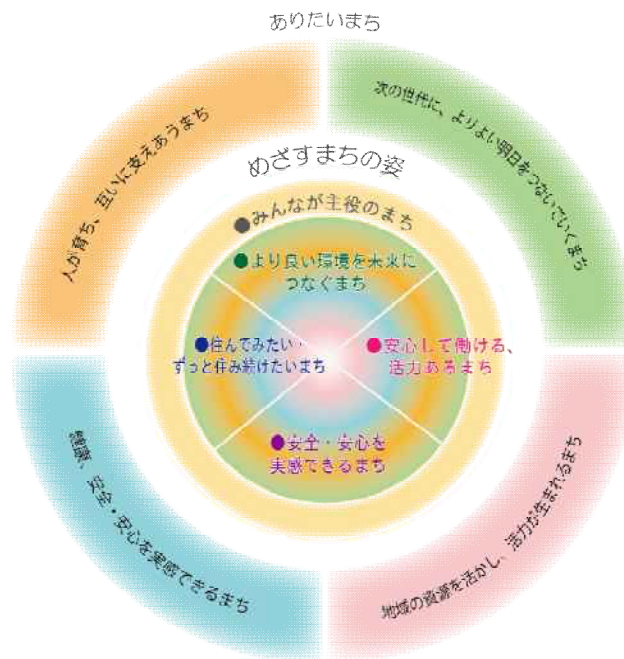 ありたいまち
人が育ち、互いに支えあうまち
次の世代に、よりよい明日をつないでいくまち
めざすまちの姿
●みんなが主役のまち
●より良い環境を未来に
つなぐまち
●住んでみたい・
ずっと住み続けたいまち
●安心して働ける、
活力あるまち
●安全・安心を
実感できるまち
健康、安全・安心を実感できるまち
地域の資源を活かし、活力が生まれるまち